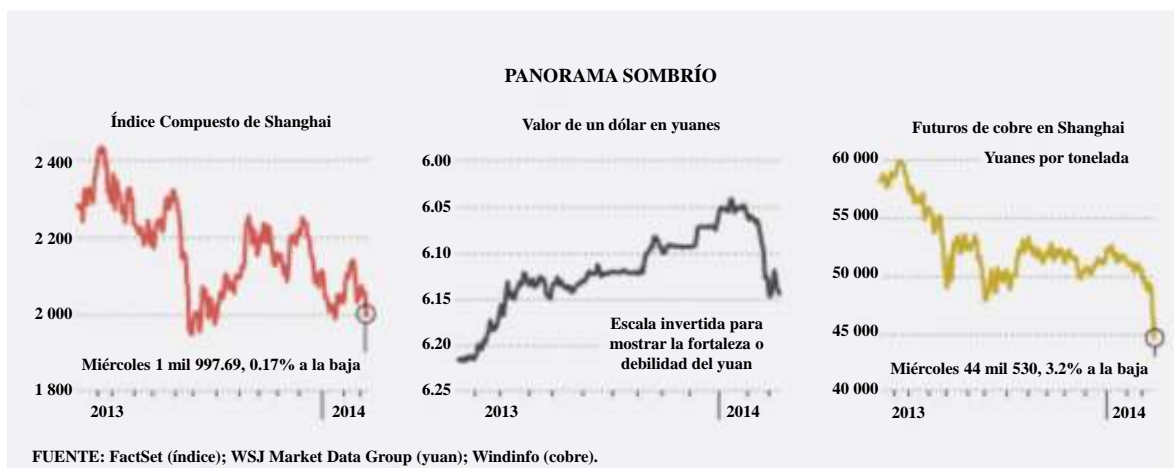 PANORAMA SOMBRÍO
Índice Compuesto de Shanghai
2 400
2 200
2 000
1 800
Miércoles 1 mil 997.69, 0.17% a la baja
2013
2014
Valor de un dólar en yuanes
6.00
6.05
6.10
6.15
6.20
6.25
Escala invertida para
mostrar la fortaleza o
debilidad del yuan
2013
2014
Futuros de cobre en Shanghai
Yuanes por tonelada
60 000
55 000
50 000
45 000
40 000
Miércoles 44 mil 530, 3.2% a la baja
2013
2014
FUENTE: FactSet (índice); WSJ Market Data Group (yuan); Windinfo (cobre).